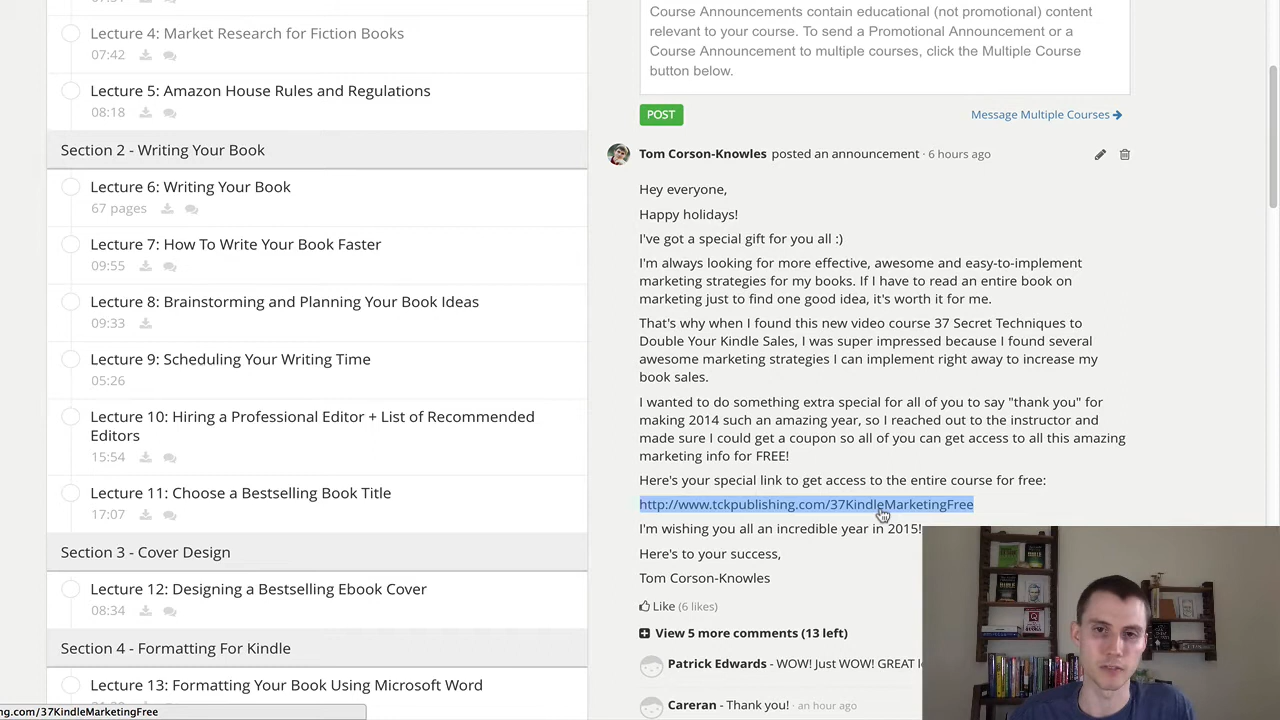 Lecture 4: Market Research for Fiction Books
07:42
Lecture 5: Amazon House Rules and Regulations
08:18
Section 2 - Writing Your Book
Lecture 6: Writing Your Book
67 pages
Lecture 7: How To Write Your Book Faster
09:55
Lecture 8: Brainstorming and Planning Your Book Ideas
09:33
Lecture 9: Scheduling Your Writing Time
05:26
Lecture 10: Hiring a Professional Editor + List of Recommended
Editors
15:54
Lecture 11: Choose a Bestselling Book Title
17:07
Section 3 - Cover Design
Lecture 12: Designing a Bestselling Ebook Cover
08:34
Section 4 - Formatting For Kindle
Lecture 13: Formatting Your Book Using Microsoft Word
ng.com/37KindleMarketingFree
Course Announcements contain educational (not promotional) content
relevant to your course. To send a Promotional Announcement or a
Course Announcement to multiple courses, click the Multiple Course
button below.
POST
Message Multiple Courses
Tom Corson-Knowles posted an announcement · 6 hours ago
Hey everyone,
Happy holidays!
I've got a special gift for you all :)
I'm always looking for more effective, awesome and easy-to-implement
marketing strategies for my books. If I have to read an entire book on
marketing just to find one good idea, it's worth it for me.
That's why when I found this new video course 37 Secret Techniques to
Double Your Kindle Sales, I was super impressed because I found several
awesome marketing strategies I can implement right away to increase my
book sales.
I wanted to do something extra special for all of you to say "thank you" for
making 2014 such an amazing year, so I reached out to the instructor and
made sure I could get a coupon so all of you can get access to all this amazing
marketing info for FREE!
Here's your special link to get access to the entire course for free:
http://www.tckpublishing.com/37KindleMarketingFree
I'm wishing you all an incredible year in 2015!
Here's to your success,
Tom Corson-Knowles
Like (6 likes)
View 5 more comments (13 left)
Patrick Edwards - WOW! Just WOW! GREAT
Careran - Thank you! · an hour ago